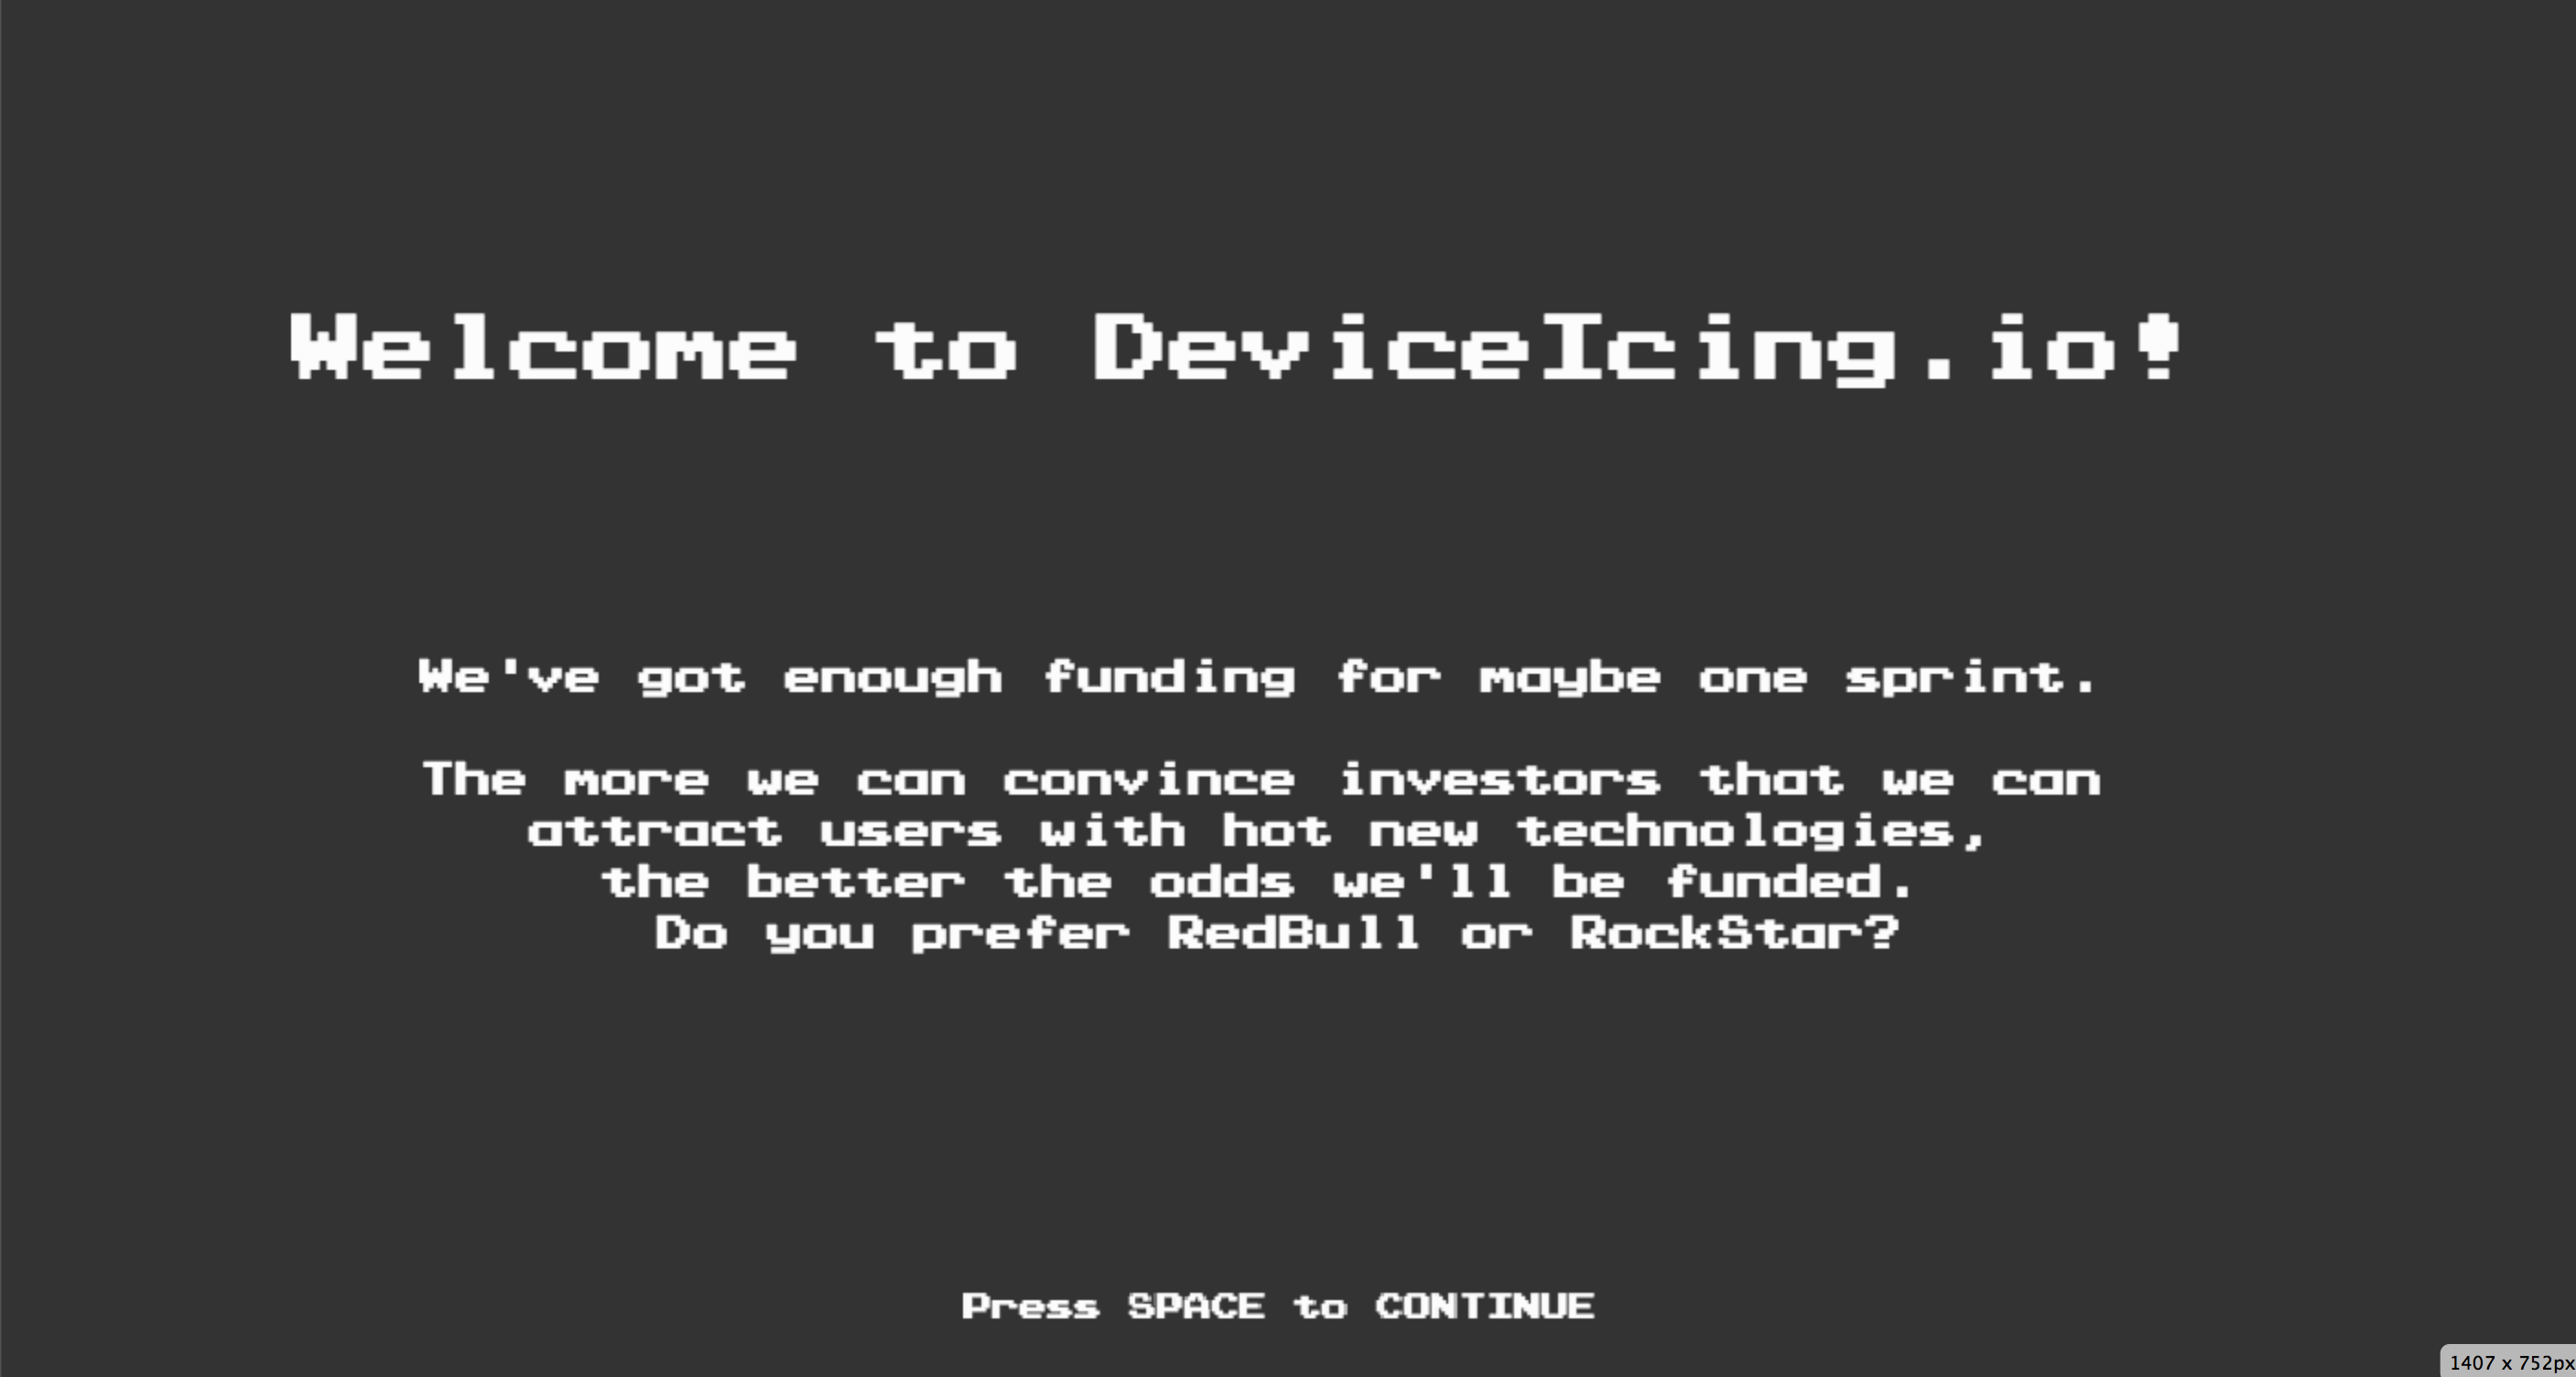 Welcome to DeviceIcing.io!
We've got enough funding for maybe one sprint.
The more we can convince investors that we can
attract users with hot new technologies,
the better the odds we'll be funded.
Do you prefer RedBull or RockStar?
Press SPACE to CONTINUE
1407 x 752px